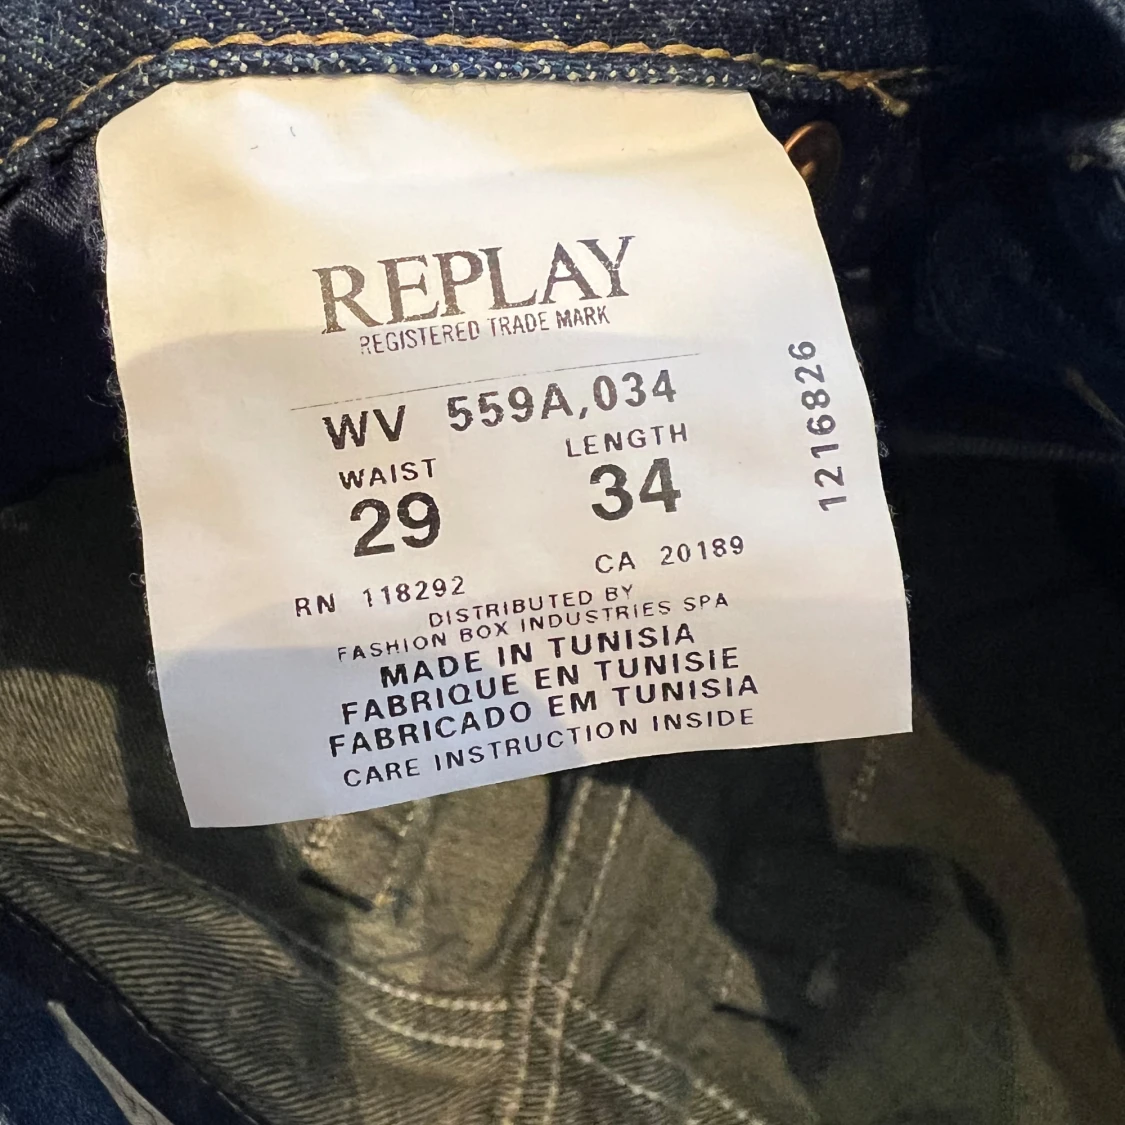 REPLAY
REGISTERED TRADE MARK
WV 559A,034
WAIST LENGTH
29 34
RN 118292 CA 20189
DISTRIBUTED BY
FASHION BOX INDUSTRIES SPA
MADE IN TUNISIA
FABRIQUE EN TUNISIE
FABRICADO EM TUNISIA
CARE INSTRUCTION INSIDE
1216826